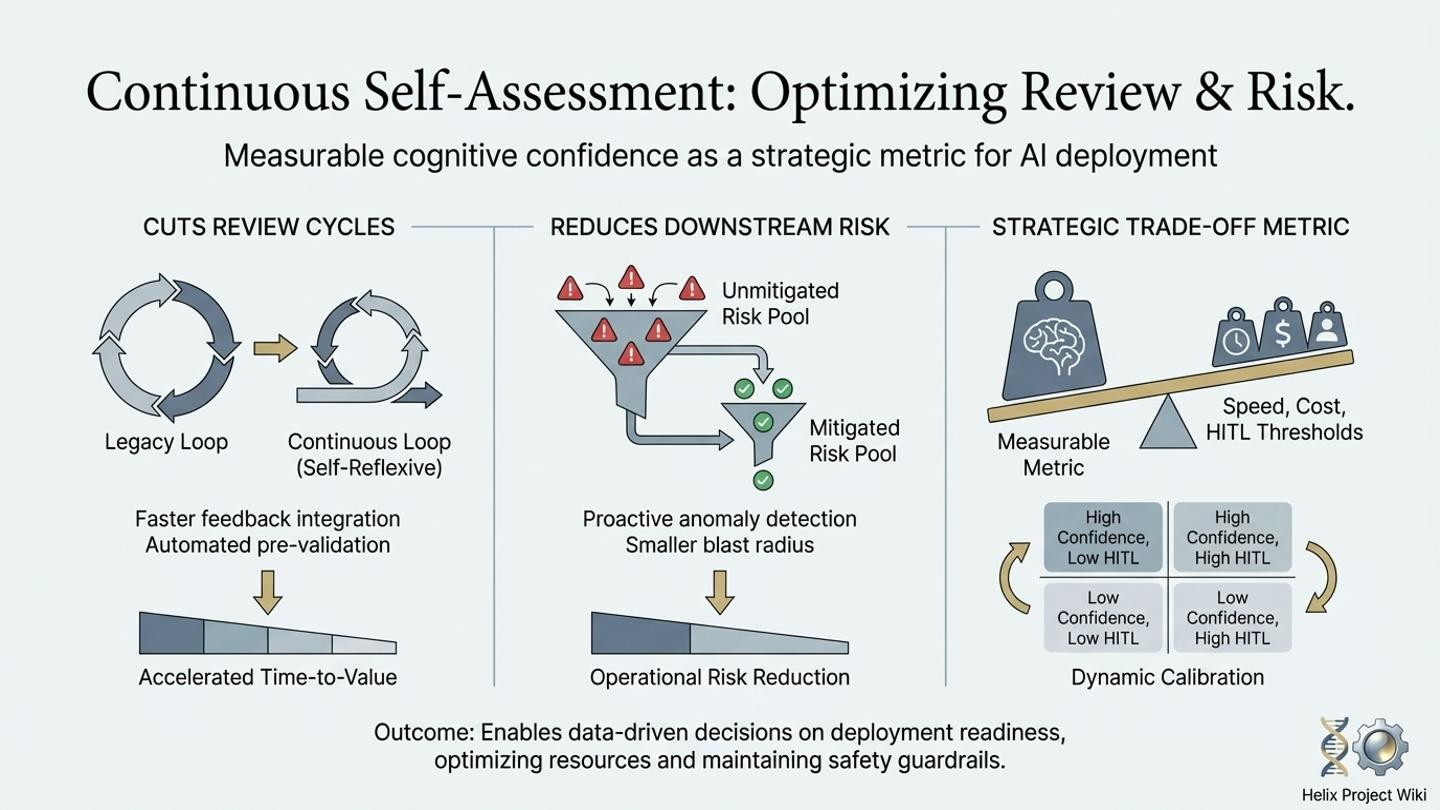 Continuous Self-Assessment: Optimizing Review & Risk.
Measurable cognitive confidence as a strategic metric for AI deployment
CUTS REVIEW CYCLES
Legacy Loop
Continuous Loop
(Self-Reflexive)
Faster feedback integration
Automated pre-validation
Accelerated Time-to-Value
REDUCES DOWNSTREAM RISK
Unmitigated
Risk Pool
Mitigated
Risk Pool
Proactive anomaly detection
Smaller blast radius
Operational Risk Reduction
STRATEGIC TRADE-OFF METRIC
$
Measurable
Metric
Speed, Cost,
HITL Thresholds
High
Confidence,
Low HITL
High
Confidence,
High HITL
Low
Confidence,
Low HITL
Low
Confidence,
High HITL
Dynamic Calibration
Outcome: Enables data-driven decisions on deployment readiness,
optimizing resources and maintaining safety guardrails.
Helix Project Wiki